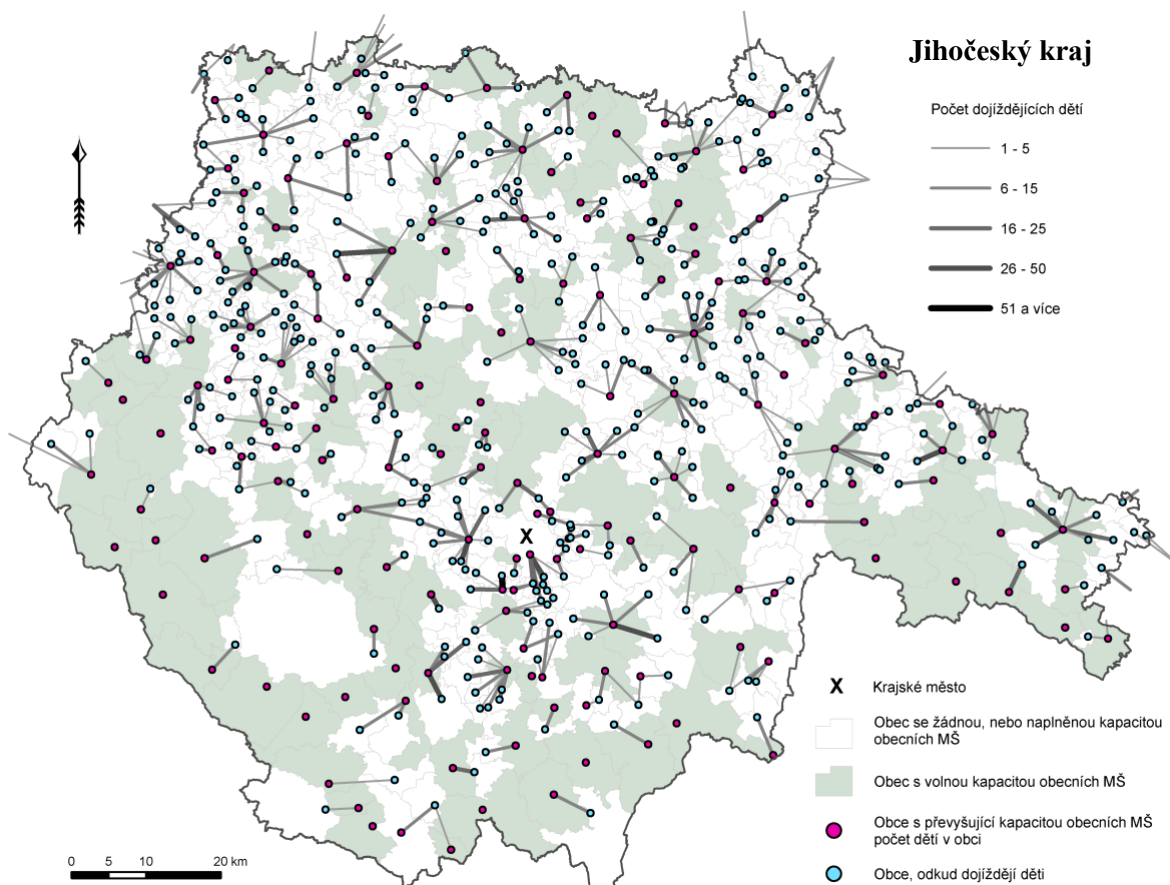 Jihočeský kraj
Počet dojíždějících dětí
1 - 5
6 - 15
16 - 25
26 - 50
51 a více
X
X Krajské město
Obec se žádnou, nebo naplněnou kapacitou
obecních MŠ
Obec s volnou kapacitou obecních MŠ
Obce s převyšující kapacitou obecních MŠ
počet dětí v obci
Obce, odkud dojíždějí děti
0 5 10 20 km